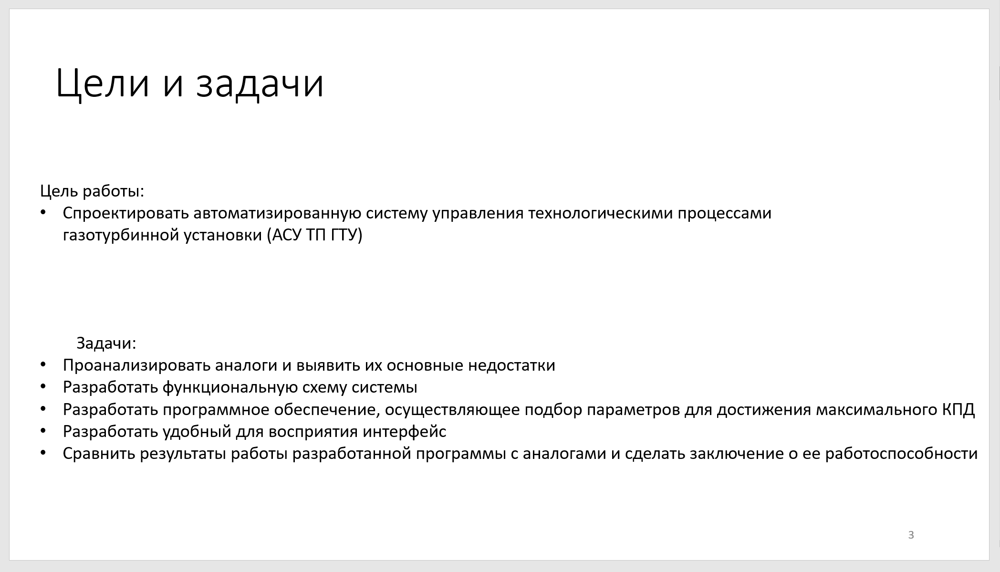 Цели и задачи
Цель работы:
• Спроектировать автоматизированную систему управления технологическими процессами
газотурбинной установки (АСУ ТП ГТУ)
Задачи:
• Проанализировать аналоги и выявить их основные недостатки
• Разработать функциональную схему системы
• Разработать программное обеспечение, осуществляющее подбор параметров для достижения максимального КПД
• Разработать удобный для восприятия интерфейс
• Сравнить результаты работы разработанной программы с аналогами и сделать заключение о ее работоспособности
3